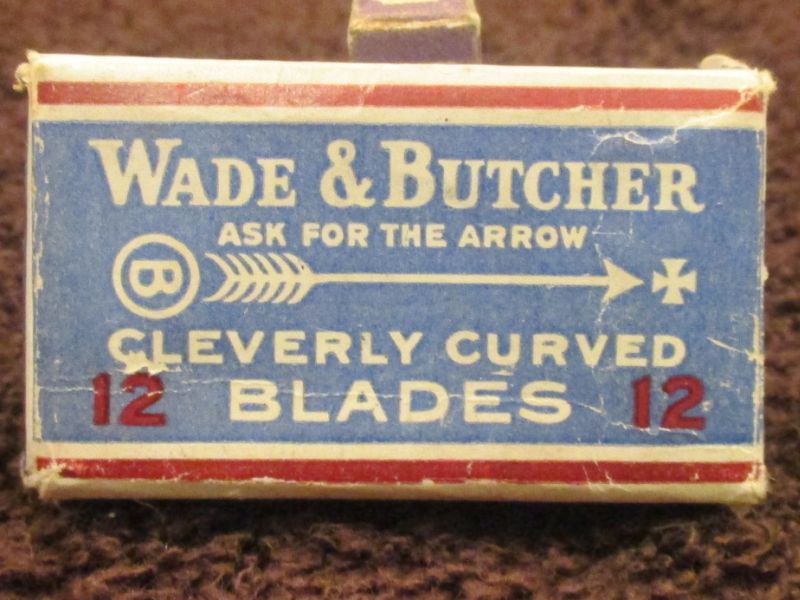 WADE & BUTCHER
ASK FOR THE ARROW
B
CLEVERLY CURVED
12 BLADES 12